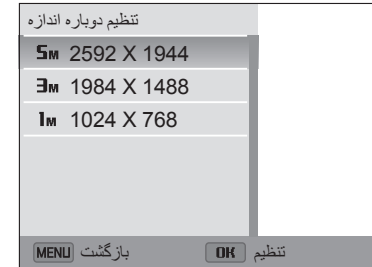 تنظیم دوباره اندازه
5M 2592 X 1944
3M 1984 X 1488
1M 1024 X 768
تنظیم OK بازگشت MENU